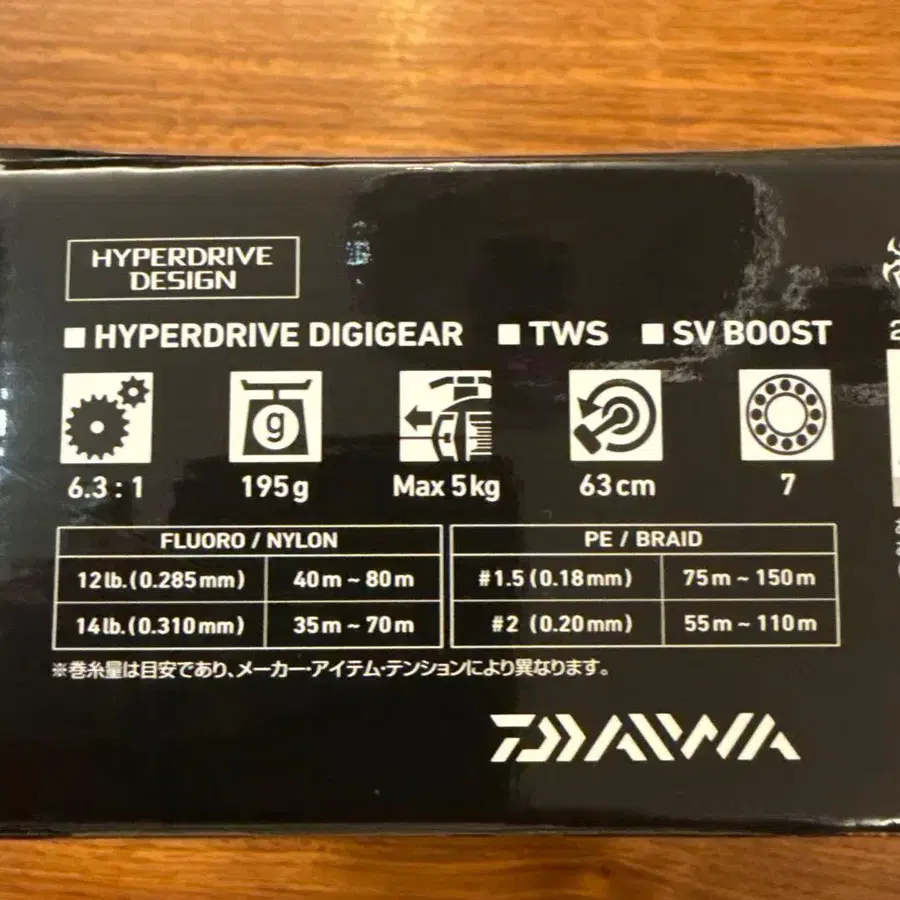 HYPERDRIVE
DESIGN
■ HYPERDRIVE DIGIGEAR ■ TWS ■ SV BOOST
g
6.3 : 1 195g Max 5kg 63cm 7
FLUORO / NYLON PE / BRAID
12lb.(0.285mm) 40m ~ 80m #1.5 (0.18mm) 75m ~ 150m
14lb.(0.310mm) 35m ~ 70m #2 (0.20mm) 55m ~ 110m
※巻糸量は目安であり、メーカー・アイテム・テンションにより異なります。
DAIWA